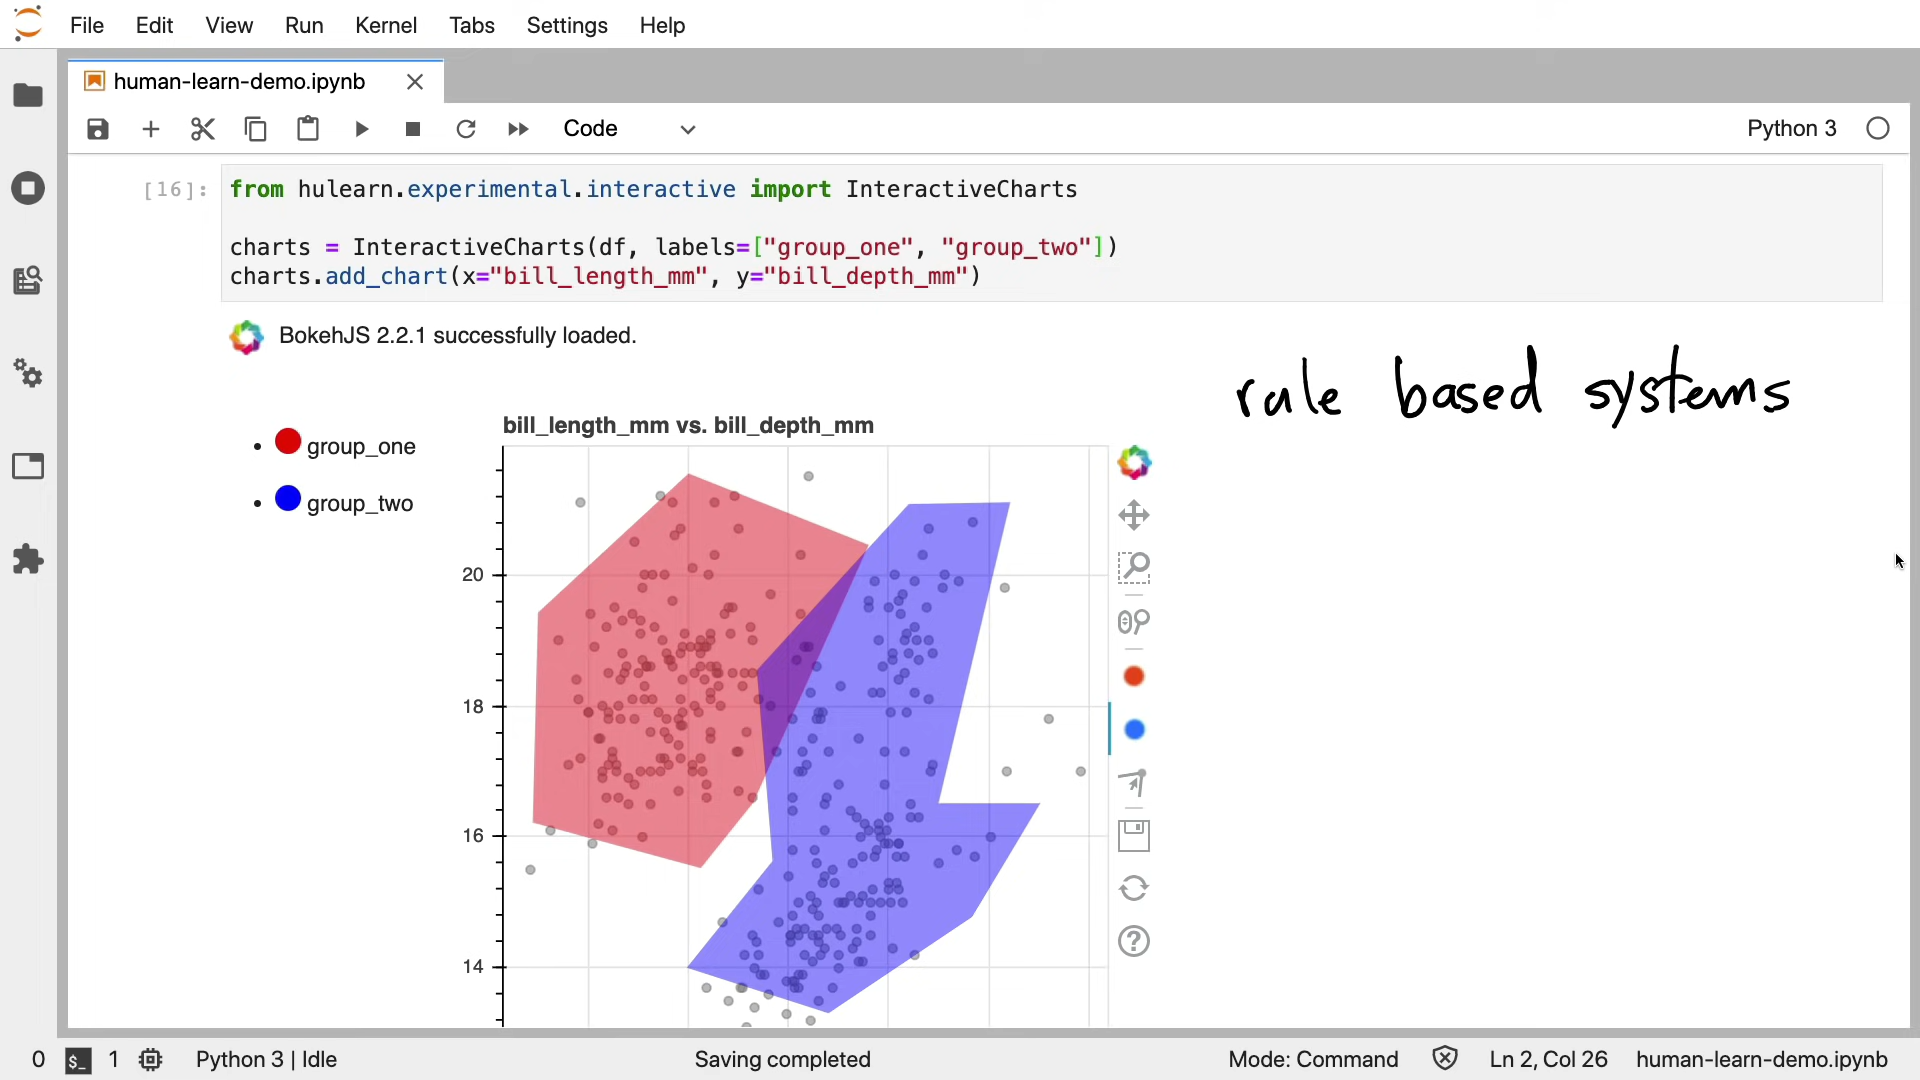 File Edit View Run Kernel Tabs Settings Help
human-learn-demo.ipynb
Code
Python 3
[16]:
from hulearn.experimental.interactive import InteractiveCharts
charts = InteractiveCharts(df, labels=["group_one", "group_two"])
charts.add_chart(x="bill_length_mm", y="bill_depth_mm")
BokehJS 2.2.1 successfully loaded.
rule based systems
bill_length_mm vs. bill_depth_mm
group_one
group_two
20
18
16
14
0 $_ 1 Python 3 | Idle Saving completed Mode: Command Ln 2, Col 26 human-learn-demo.ipynb